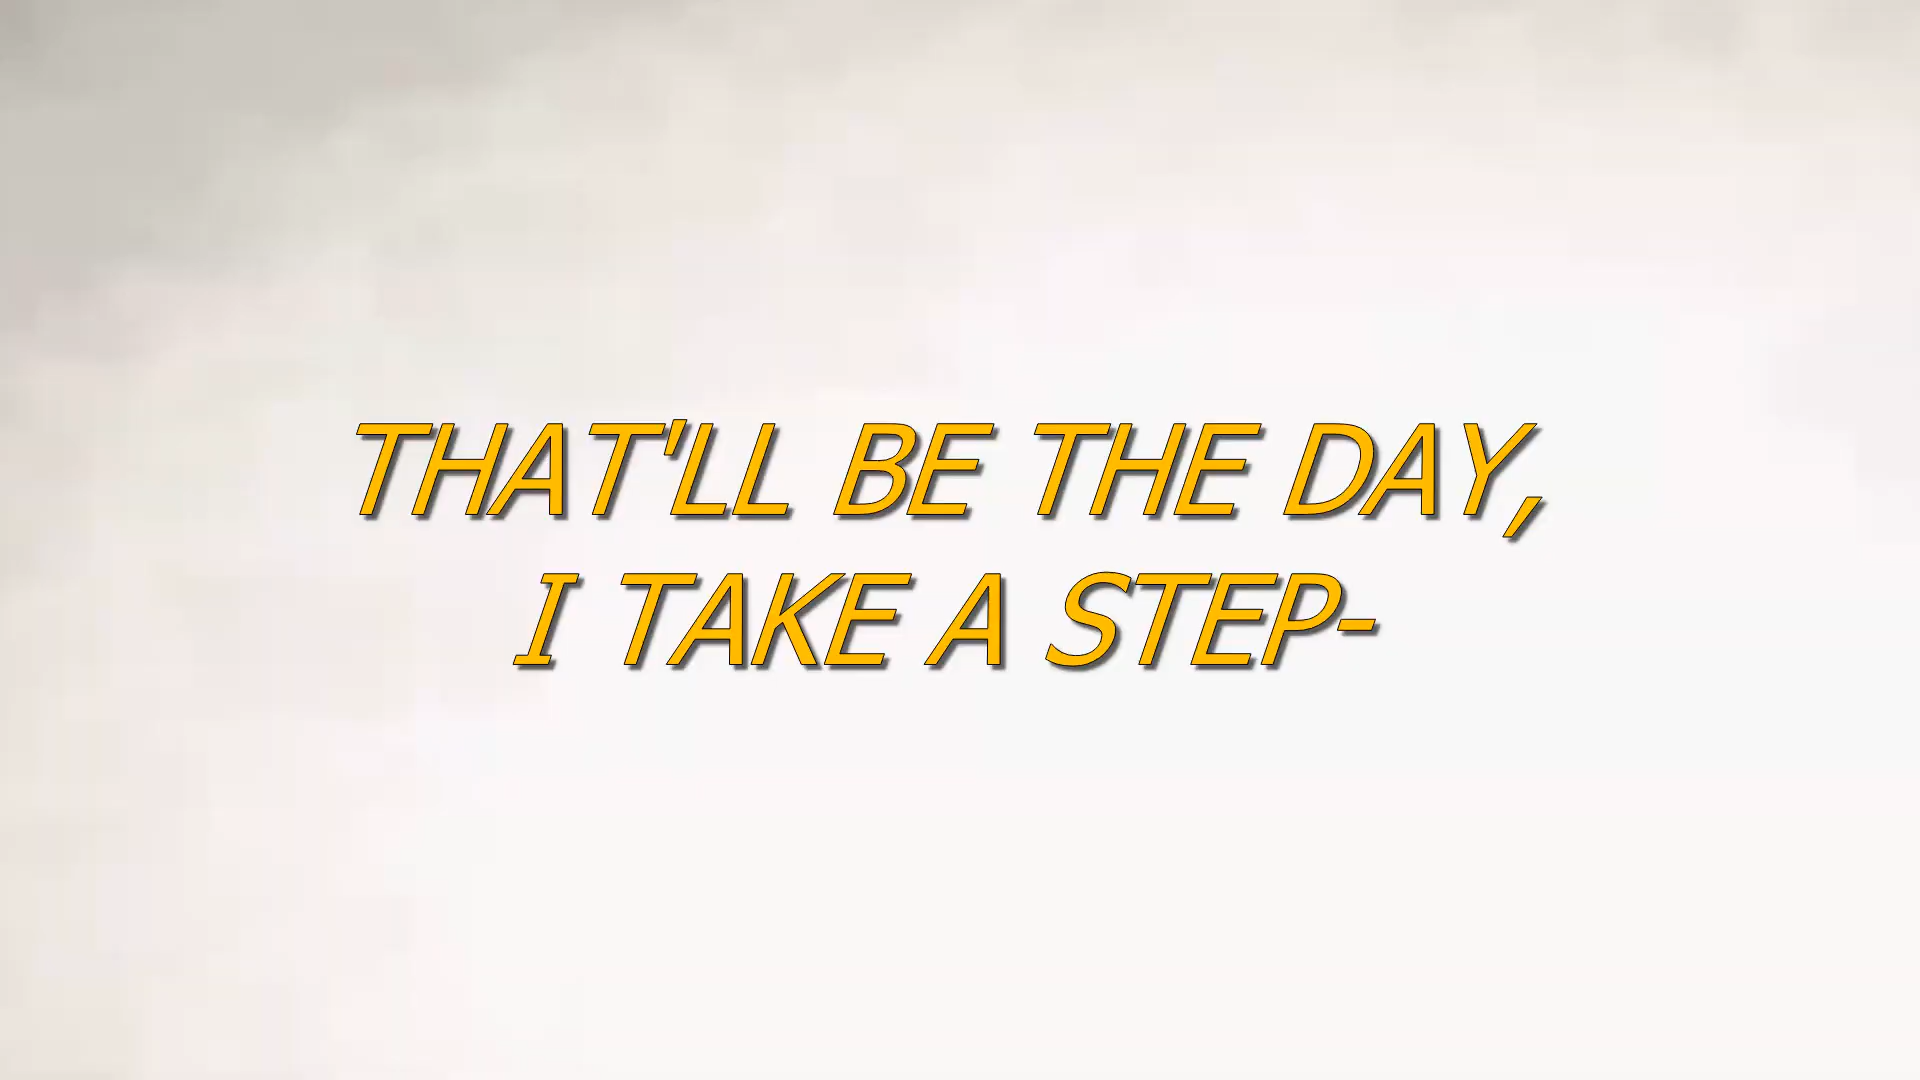 THAT'LL BE THE DAY,
I TAKE A STEP-